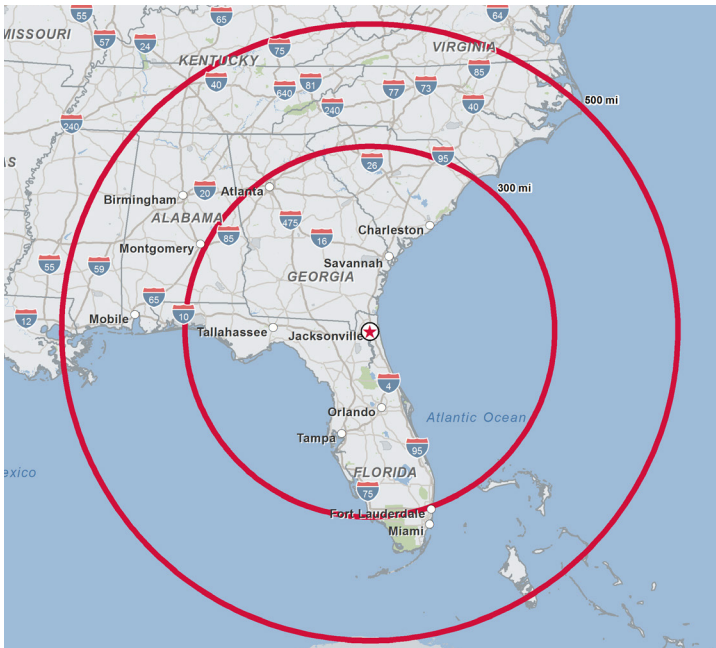 55
65
64
MISSOURI
57
24
75
VIRGINIA
KENTUCKY
85
40
640
81
77
73
240
40
500 mi
240
95
26
AS
300 mi
20
Atlanta
Birmingham
ALABAMA
475
Charleston
85
16
Montgomery
Savannah
55
59
GEORGIA
65
10
12
Mobile
Tallahassee
Jacksonville
4
Orlando
Atlantic Ocean
Tampa
95
FLORIDA
exico
75
Fort Lauderdale
Miami